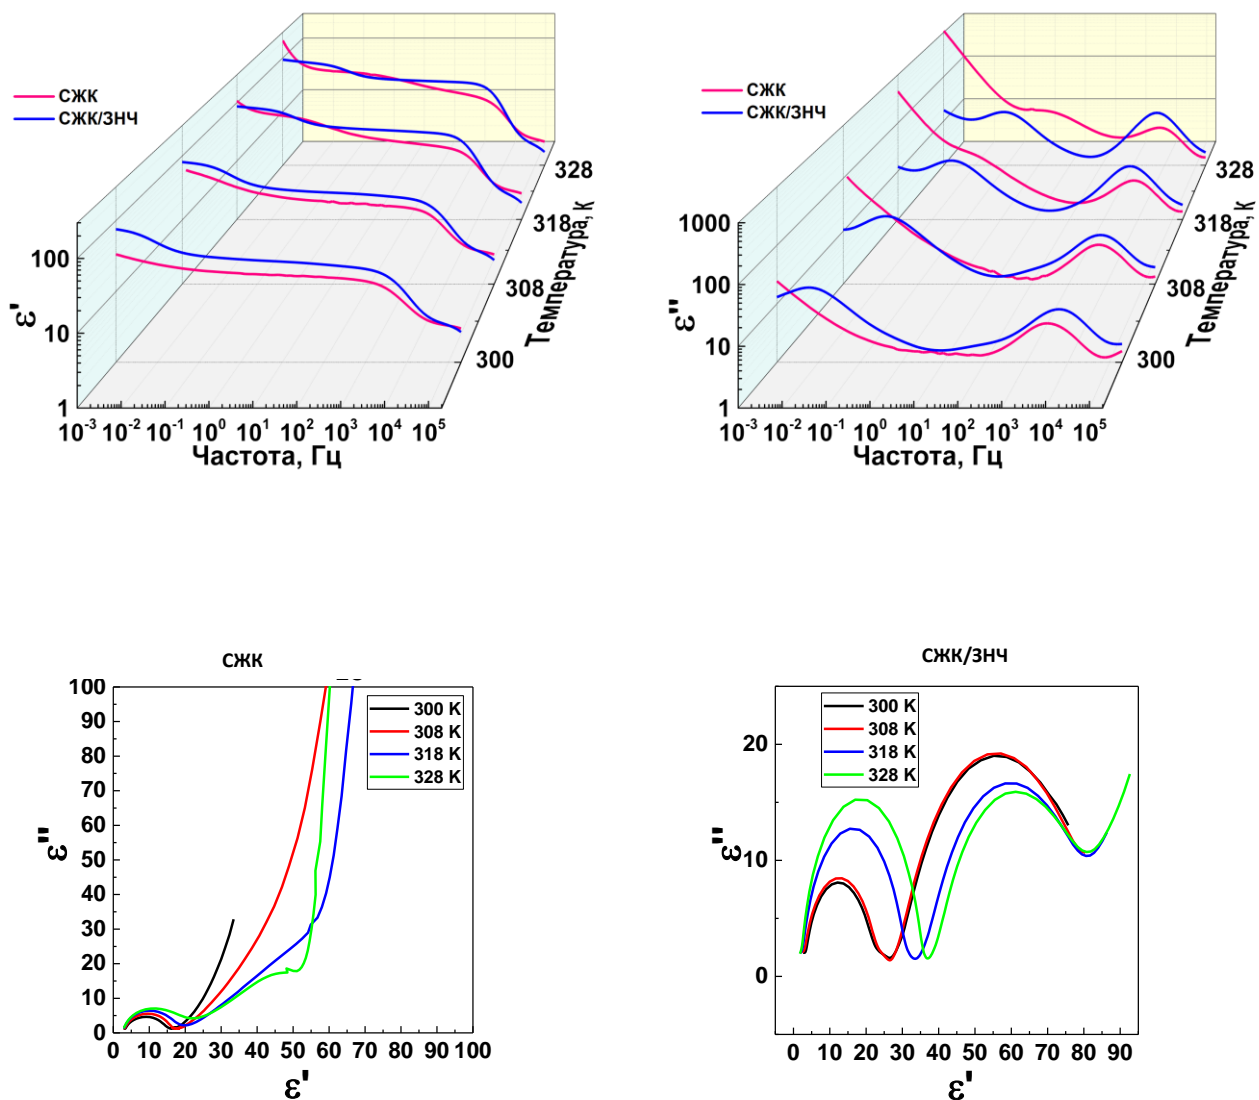 СЖК
СЖК/ЗНЧ
ε'
100
10
1
10⁻³ 10⁻² 10⁻¹ 10⁰ 10¹ 10² 10³ 10⁴ 10⁵
Частота, Гц
300
308
318
328
Температура, К
СЖК
СЖК/ЗНЧ
ε''
1000
100
10
1
10⁻³ 10⁻² 10⁻¹ 10⁰ 10¹ 10² 10³ 10⁴ 10⁵
Частота, Гц
300
308
318
328
Температура, К
СЖК
300 K
308 K
318 K
328 K
ε''
100
90
80
70
60
50
40
30
20
10
0
0 10 20 30 40 50 60 70 80 90 100
ε'
СЖК/ЗНЧ
300 K
308 K
318 K
328 K
ε''
20
10
0
0 10 20 30 40 50 60 70 80 90
ε'